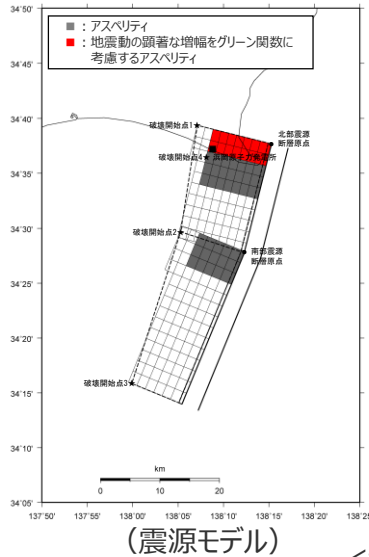 ■ : アスペリティ
■ : 地震動の顕著な増幅をグリーン関数に
考慮するアスペリティ
34˚50'
34˚45'
34˚40'
34˚35'
34˚30'
34˚25'
34˚20'
34˚15'
34˚10'
34˚05'
破壊開始点1
北部震源
断層原点
破壊開始点4
浜岡原子力発電所
破壊開始点2
南部震源
断層原点
破壊開始点3
km
0 10 20
137˚50' 137˚55' 138˚00' 138˚05' 138˚10' 138˚15' 138˚20' 138˚25'
(震源モデル)